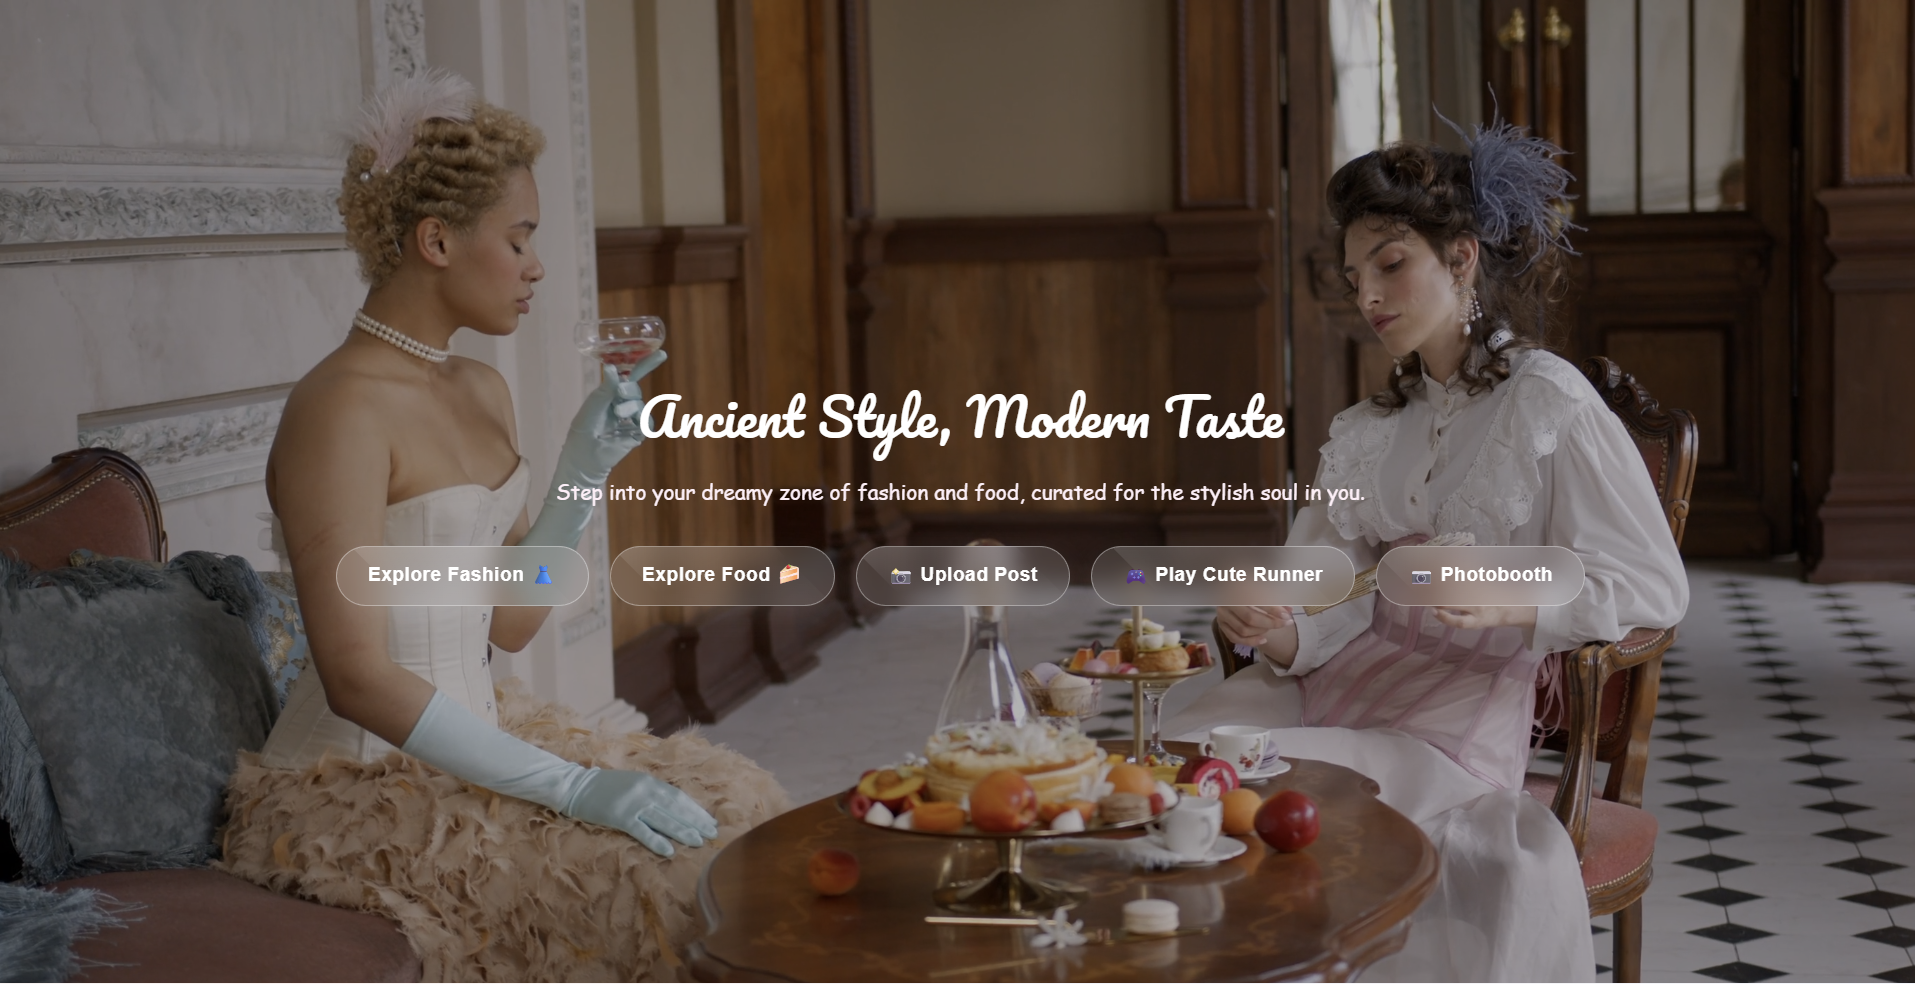 Ancient Style, Modern Taste
Step into your dreamy zone of fashion and food, curated for the stylish soul in you.
Explore Fashion 👗
Explore Food 🍰
📸 Upload Post
🎮 Play Cute Runner
📷 Photobooth